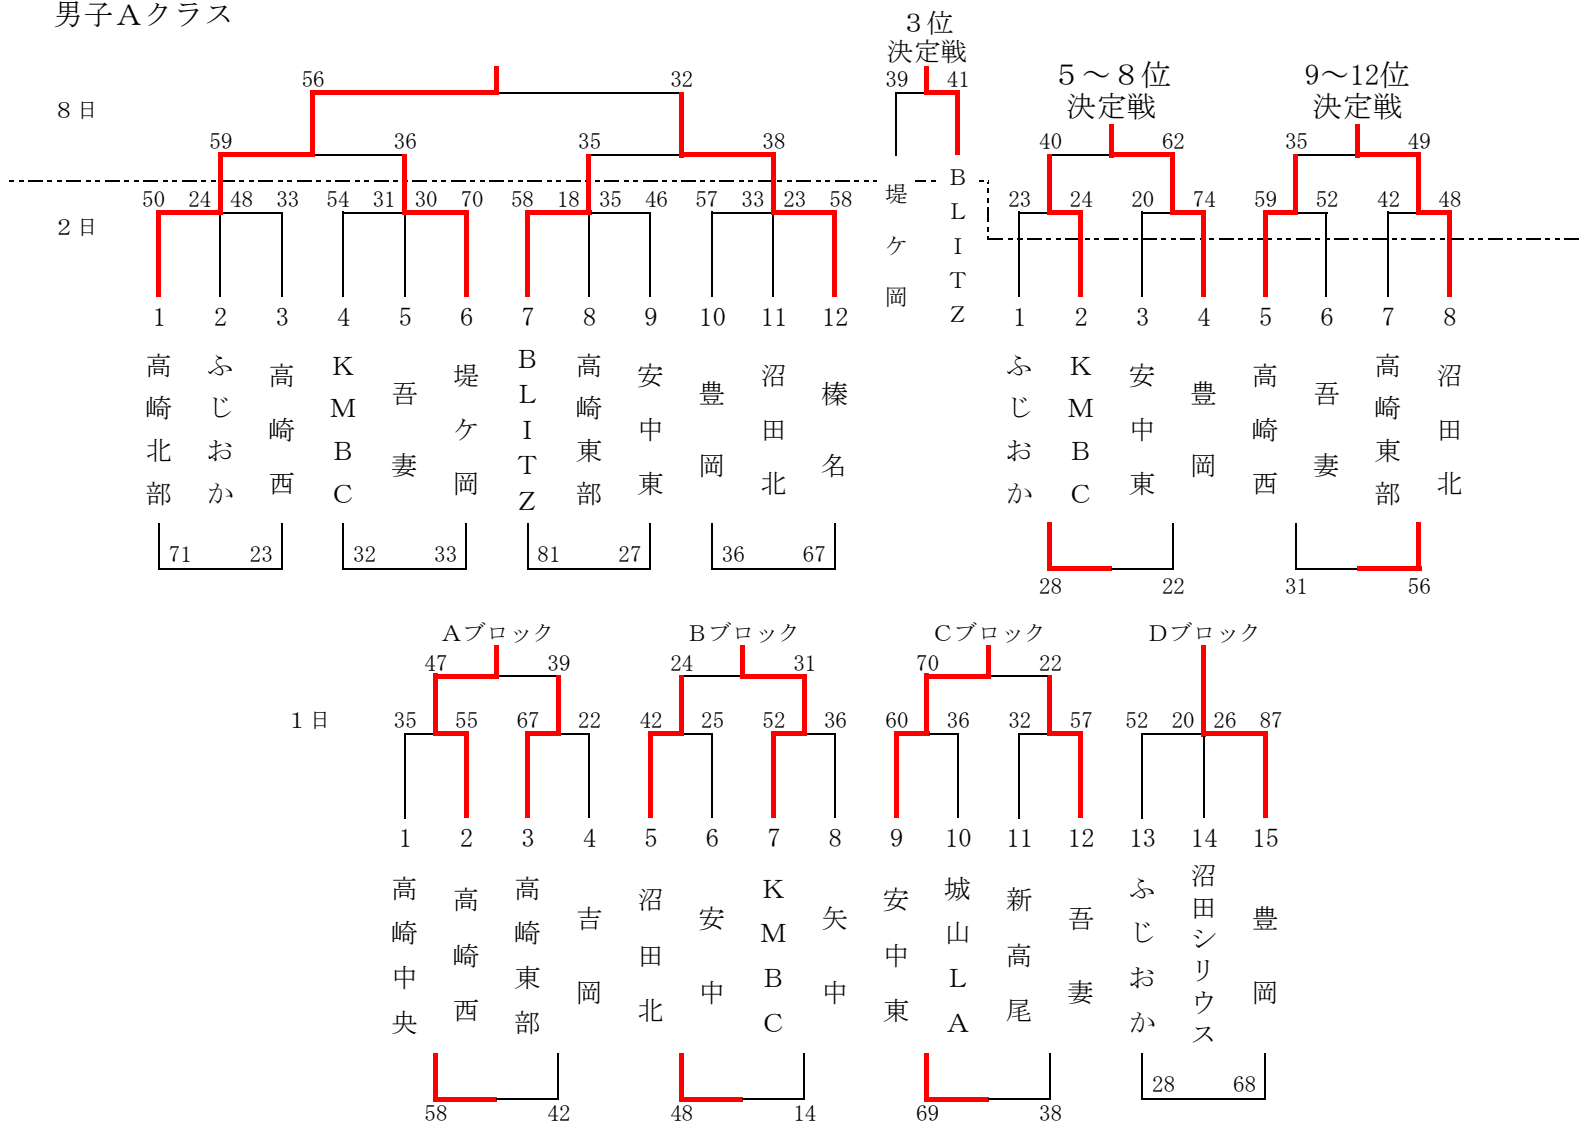 男子Aクラス
3位
決定戦
56 32 39 41
5～8位
決定戦
9～12位
決定戦
8日
59 36 35 38 40 62 35 49
50 24 48 33 54 31 30 70 58 18 35 46 57 33 23 58 23 24 20 74 59 52 42 48
2日
堤ケ岡
BLITZ
1 2 3 4 5 6 7 8 9 10 11 12 1 2 3 4 5 6 7 8
高崎北部
ふじおか
高崎西
KMBC
吾妻
堤ケ岡
BLITZ
高崎東部
安中東
豊岡
沼田北
榛名
ふじおか
KMBC
安中東
豊岡
高崎西
吾妻
高崎東部
沼田北
71 23 32 33 81 27 36 67
28 22 31 56
Aブロック Bブロック Cブロック Dブロック
47 39 24 31 70 22
1日
35 55 67 22 42 25 52 36 60 36 32 57 52 20 26 87
1 2 3 4 5 6 7 8 9 10 11 12 13 14 15
高崎中央
高崎西
高崎東部
吉岡
沼田北
安中
KMBC
矢中
安中東
城山LA
新高尾
吾妻
ふじおか
沼田シリウス
豊岡
28 68
58 42 48 14 69 38